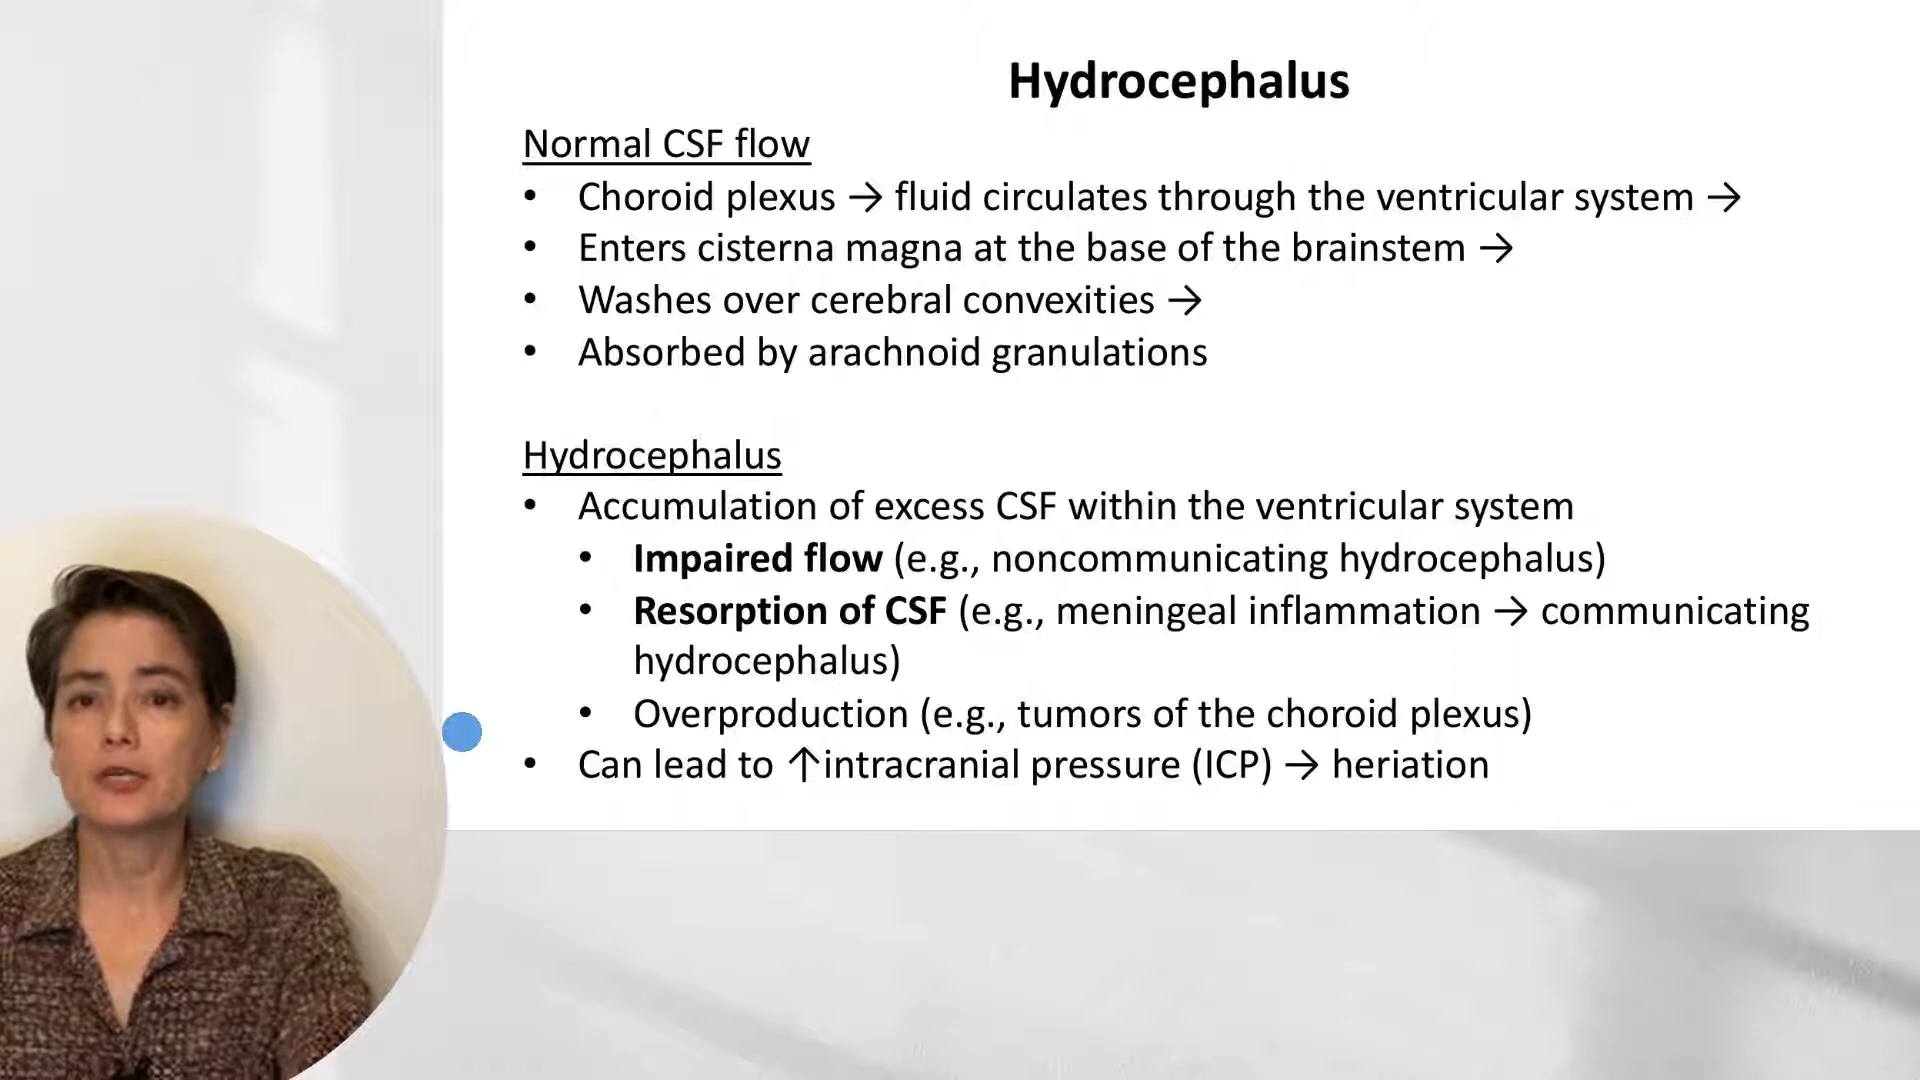 Hydrocephalus
Normal CSF flow
• Choroid plexus → fluid circulates through the ventricular system →
• Enters cisterna magna at the base of the brainstem →
• Washes over cerebral convexities →
• Absorbed by arachnoid granulations
Hydrocephalus
• Accumulation of excess CSF within the ventricular system
• Impaired flow (e.g., noncommunicating hydrocephalus)
• Resorption of CSF (e.g., meningeal inflammation → communicating
hydrocephalus)
• Overproduction (e.g., tumors of the choroid plexus)
• Can lead to ↑intracranial pressure (ICP) → heriation